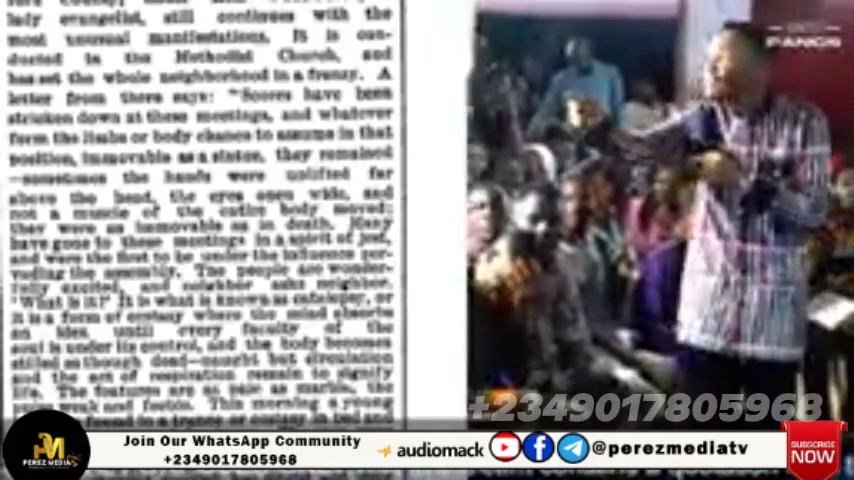 lady evangelist, still continues with the
most unusual manifestations. It is con-
ducted in the Methodist Church, and
has set the whole neighborhood in a frenzy. A
letter from there says: "Scores have been
stricken down at these meetings, and whatever
form the limbs or body chance to assume in that
position, immovable as a statue, they remained
—sometimes the hands were uplifted far
above the head, the eyes open wide, and
not a muscle of the entire body moved;
they were as immovable as in death. Many
have gone to these meetings in a spirit of jest,
and were the first to be under the influence per-
vading the assembly. The people are wonder-
fully excited, and neighbor asks neighbor,
'What is it?' It is what is known as catalepsy, or
it is a form of ecstasy where the mind absorbs
an idea until every faculty of the
soul is under its control, and the body becomes
stilled as though dead—naught but circulation
and the act of respiration remain to signify
life. The features are as pale as marble, the
weak and feeble. This morning a young
found in a trance or ecstasy in bed and
FANCS
+2349017805968
PM
PEREZ MEDIA
Join Our WhatsApp Community
+2349017805968
audiomack
@perezmediatv
SUBSCRIBE
NOW